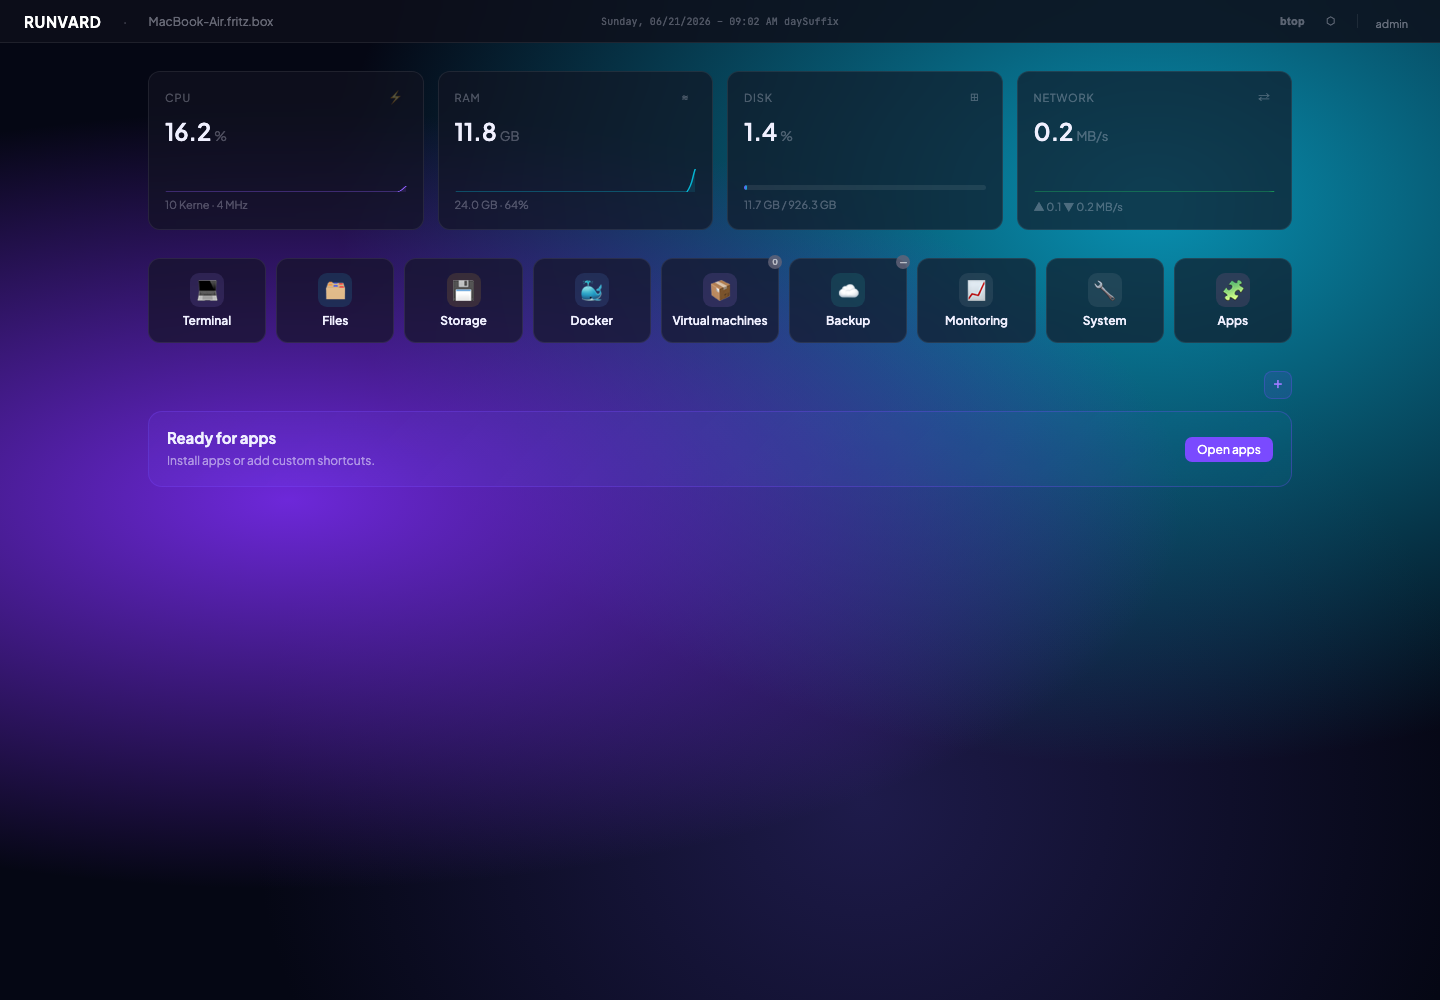 RUNVARD · MacBook-Air.fritz.box
Sunday, 06/21/2026 — 09:02 AM daySuffix
btop
admin
CPU
16.2 %
10 Kerne · 4 MHz
RAM
11.8 GB
24.0 GB · 64%
DISK
1.4 %
11.7 GB / 926.3 GB
NETWORK
0.2 MB/s
▲ 0.1 ▼ 0.2 MB/s
Terminal
Files
Storage
Docker
0
Virtual machines
—
Backup
Monitoring
System
Apps
+
Ready for apps
Install apps or add custom shortcuts.
Open apps